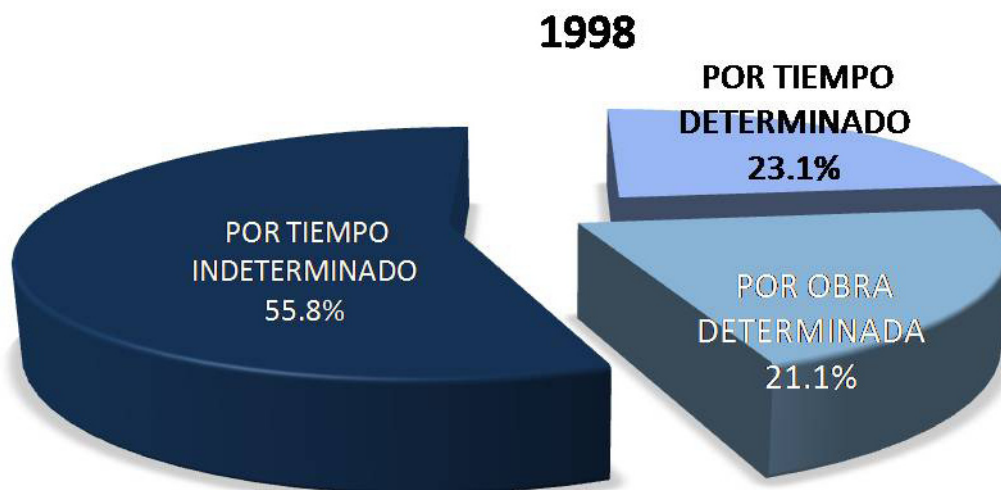 1998
POR TIEMPO
DETERMINADO
23.1%
POR TIEMPO
INDETERMINADO
55.8%
POR OBRA
DETERMINADA
21.1%